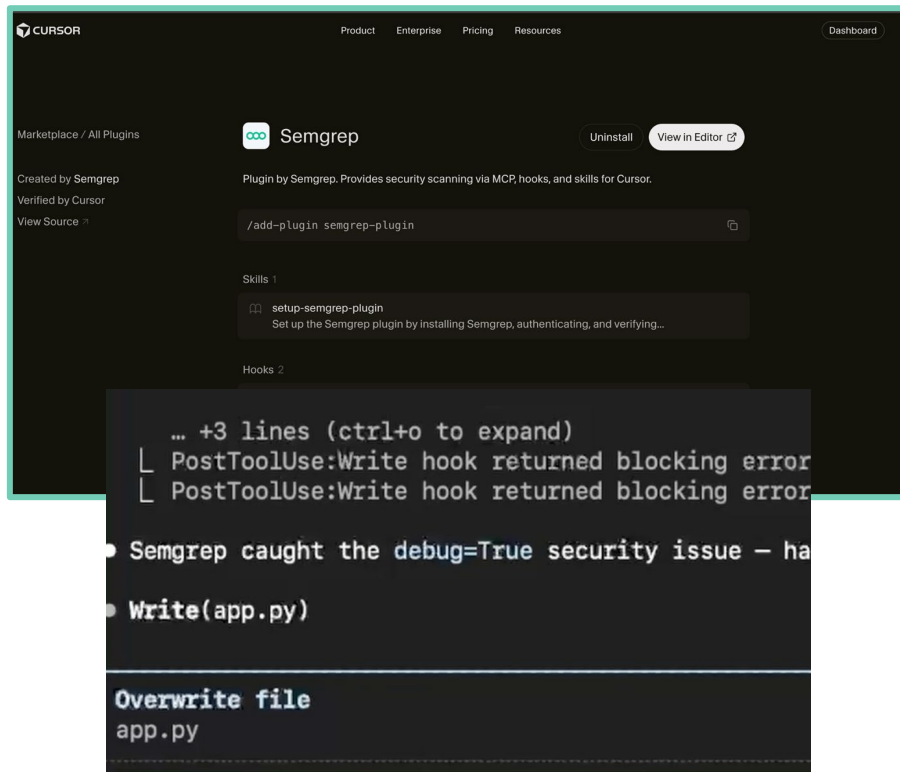 CURSOR
Product Enterprise Pricing Resources
Dashboard
Marketplace / All Plugins
Semgrep
Uninstall
View in Editor
Created by Semgrep
Verified by Cursor
View Source
Plugin by Semgrep. Provides security scanning via MCP, hooks, and skills for Cursor.
/add-plugin semgrep-plugin
Skills 1
setup-semgrep-plugin
Set up the Semgrep plugin by installing Semgrep, authenticating, and verifying...
Hooks 2
… +3 lines (ctrl+o to expand)
PostToolUse:Write hook returned blocking error
PostToolUse:Write hook returned blocking error
Semgrep caught the debug=True security issue — ha
Write(app.py)
Overwrite file
app.py